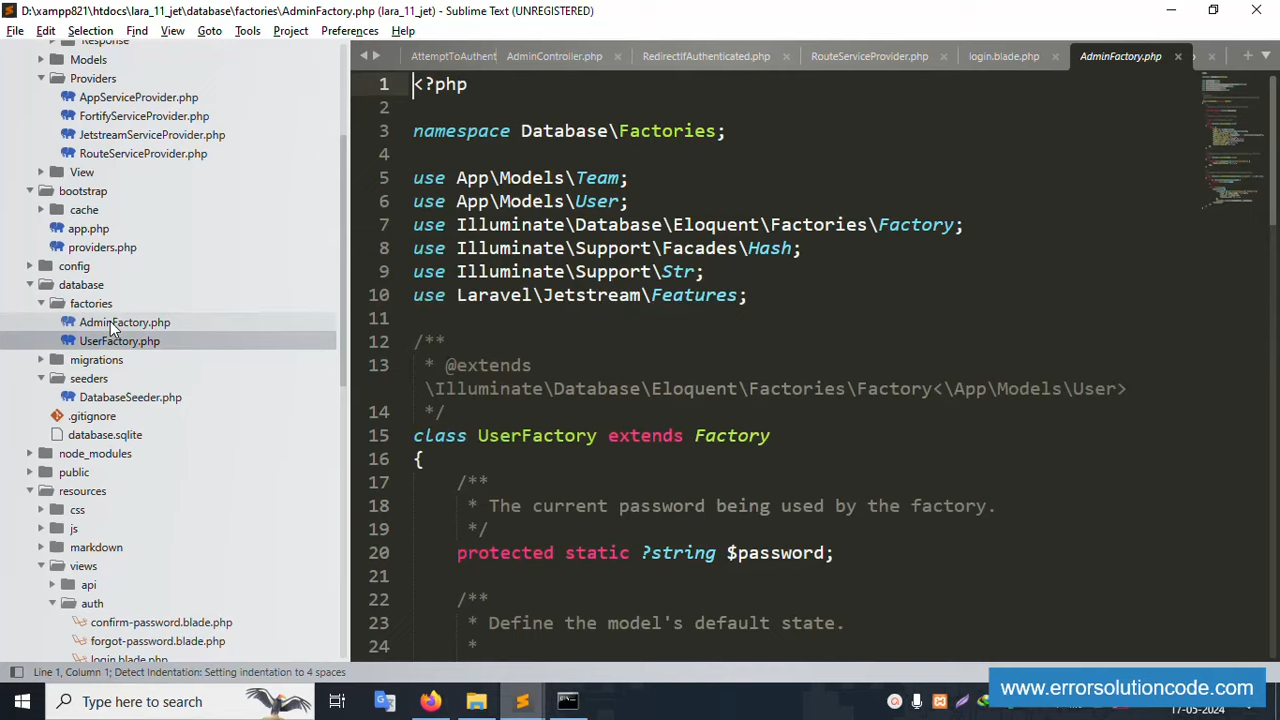 D:\xampp821\htdocs\lara_11_jet\database\factories\AdminFactory.php (lara_11_jet) - Sublime Text (UNREGISTERED)
File Edit Selection Find View Goto Tools Project Preferences Help
Response
Models
Providers
AppServiceProvider.php
FortifyServiceProvider.php
JetstreamServiceProvider.php
RouteServiceProvider.php
View
bootstrap
cache
app.php
providers.php
config
database
factories
AdminFactory.php
UserFactory.php
migrations
seeders
DatabaseSeeder.php
.gitignore
database.sqlite
node_modules
public
resources
css
js
markdown
views
api
auth
confirm-password.blade.php
forgot-password.blade.php
login.blade.php
AttemptToAuthent AdminController.php RedirectIfAuthenticated.php RouteServiceProvider.php login.blade.php AdminFactory.php
1 <?php
2
3 namespace Database\Factories;
4
5 use App\Models\Team;
6 use App\Models\User;
7 use Illuminate\Database\Eloquent\Factories\Factory;
8 use Illuminate\Support\Facades\Hash;
9 use Illuminate\Support\Str;
10 use Laravel\Jetstream\Features;
11
12 /**
13 * @extends
\Illuminate\Database\Eloquent\Factories\Factory<\App\Models\User>
14 */
15 class UserFactory extends Factory
16 {
17 /**
18 * The current password being used by the factory.
19 */
20 protected static ?string $password;
21
22 /**
23 * Define the model's default state.
24 *
Line 1, Column 1; Detect Indentation: Setting indentation to 4 spaces
Type here to search
www.errorsolutioncode.com
17-05-2024